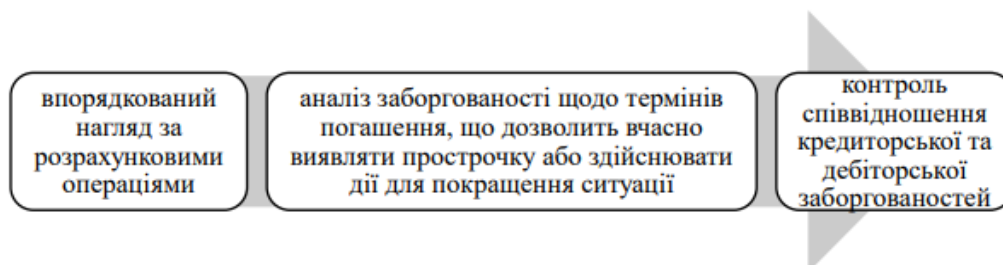 впорядкований
нагляд за
розрахунковими
операціями
аналіз заборгованості щодо термінів
погашення, що дозволить вчасно
виявляти прострочку або здійснювати
дії для покращення ситуації
контроль
співвідношення
кредиторської та
дебіторської
заборгованостей